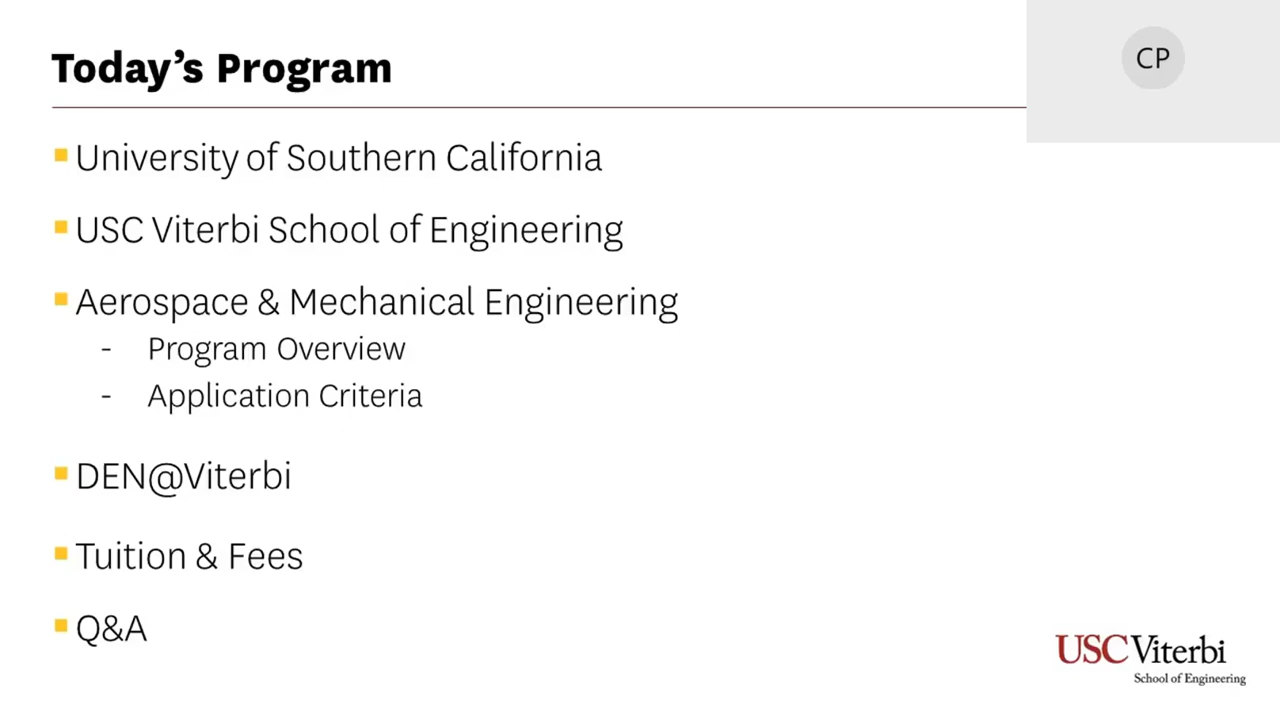 Today's Program
CP
University of Southern California
USC Viterbi School of Engineering
Aerospace & Mechanical Engineering
- Program Overview
- Application Criteria
DEN@Viterbi
Tuition & Fees
Q&A
USC Viterbi
School of Engineering